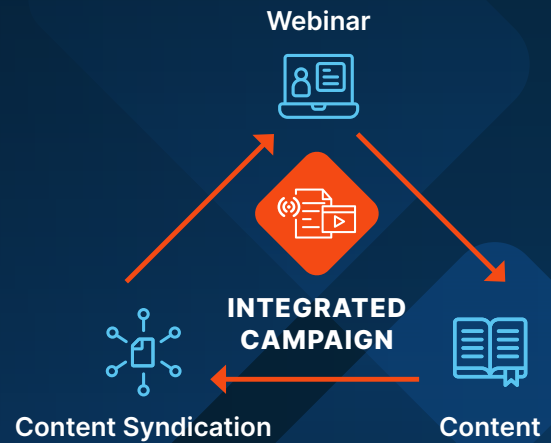 Webinar
INTEGRATED
CAMPAIGN
Content Syndication
Content